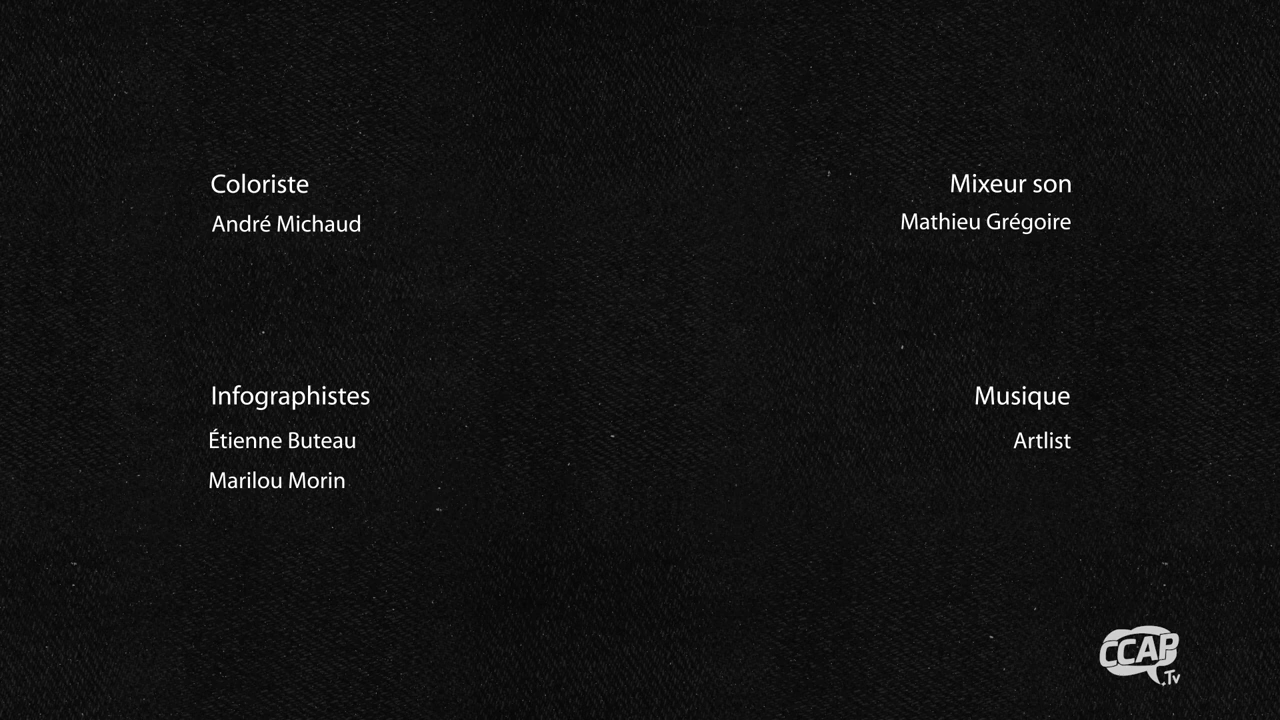 Coloriste
André Michaud
Mixeur son
Mathieu Grégoire
Infographistes
Étienne Buteau
Marilou Morin
Musique
Artlist
CCAP
.Tv